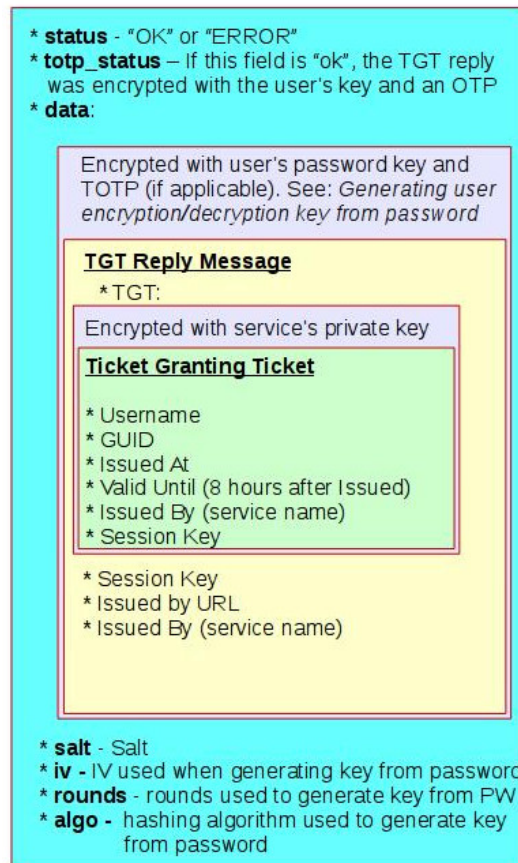 * status - “OK” or “ERROR”
* totp_status – If this field is “ok”, the TGT reply
was encrypted with the user's key and an OTP
* data:
Encrypted with user's password key and
TOTP (if applicable). See: Generating user
encryption/decryption key from password
TGT Reply Message
* TGT:
Encrypted with service's private key
Ticket Granting Ticket
* Username
* GUID
* Issued At
* Valid Until (8 hours after Issued)
* Issued By (service name)
* Session Key
* Session Key
* Issued by URL
* Issued By (service name)
* salt - Salt
* iv - IV used when generating key from password
* rounds - rounds used to generate key from PW
* algo - hashing algorithm used to generate key
from password